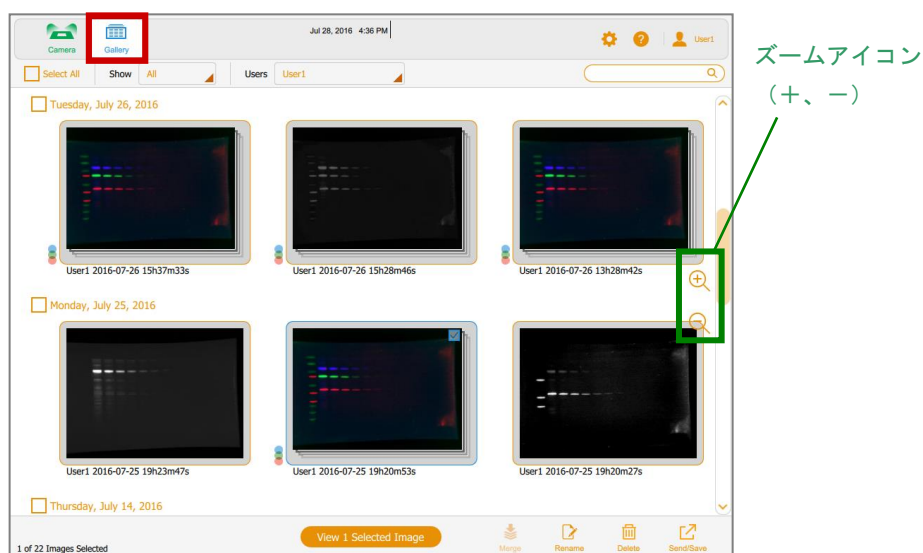 Jul 28, 2016 4:36 PM
Camera Gallery ? User1
Select All Show All Users User1
ズームアイコン
（＋、－）
Tuesday, July 26, 2016
User1 2016-07-26 15h37m33s User1 2016-07-26 15h28m46s User1 2016-07-26 13h28m42s
Monday, July 25, 2016
User1 2016-07-25 19h23m47s User1 2016-07-25 19h20m53s User1 2016-07-25 19h20m27s
Thursday, July 14, 2016
1 of 22 Images Selected View 1 Selected Image Merge Rename Delete Send/Save